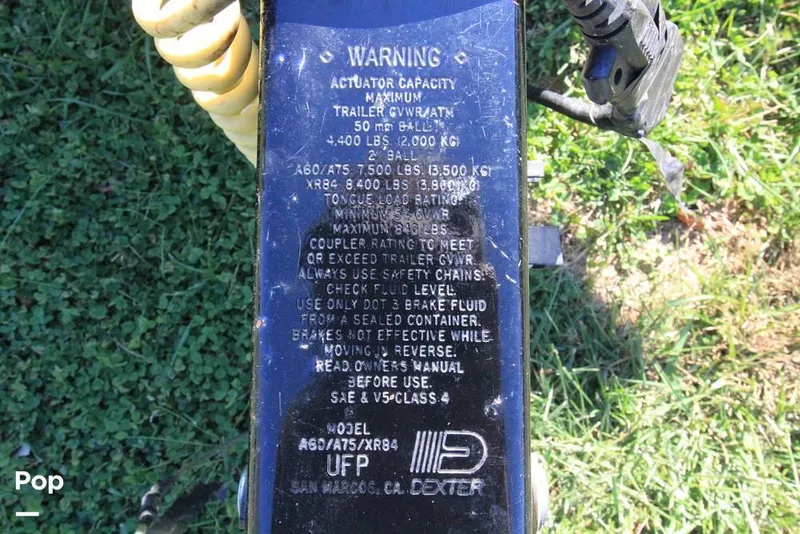 WARNING
ACTUATOR CAPACITY
MAXIMUM
TRAILER GVWR/ATM
50 mm BALL:
4,400 LBS. (2,000 KG)
2" BALL
A60/A75: 7,500 LBS. (3,500 KG)
XR84: 8,400 LBS. (3,800 KG)
TONGUE LOAD RATING:
MINIMUM 5% GVWR
MAXIMUM 840 LBS.
COUPLER RATING TO MEET
OR EXCEED TRAILER GVWR.
ALWAYS USE SAFETY CHAINS.
CHECK FLUID LEVEL.
USE ONLY DOT 3 BRAKE FLUID
FROM A SEALED CONTAINER.
BRAKES NOT EFFECTIVE WHILE
MOVING IN REVERSE.
READ OWNERS MANUAL
BEFORE USE.
SAE & V5-CLASS 4
MODEL
A60/A75/XR84
UFP
SAN MARCOS, CA. DEXTER
Pop